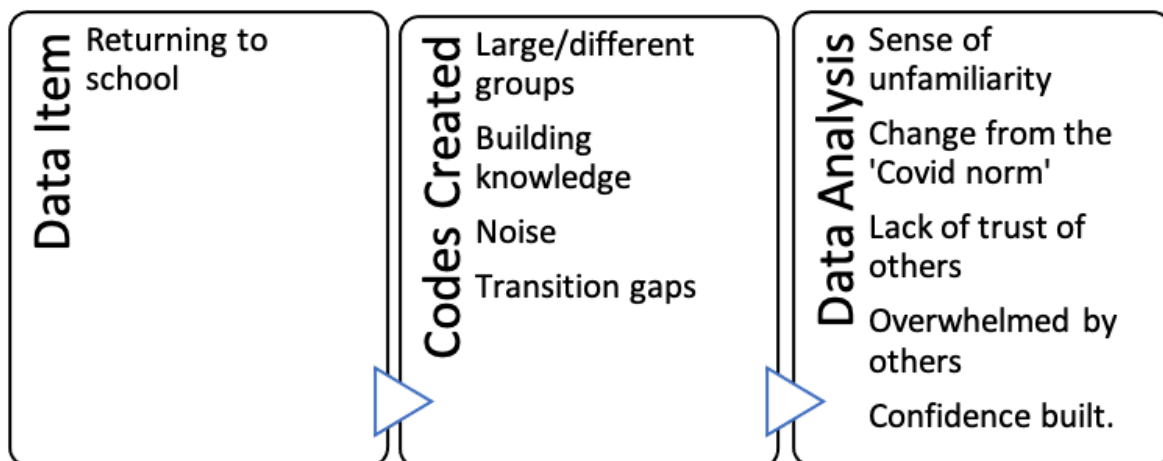 Data Item
Returning to
school
Codes Created
Large/different
groups
Building
knowledge
Noise
Transition gaps
Data Analysis
Sense of
unfamiliarity
Change from the
'Covid norm'
Lack of trust of
others
Overwhelmed by
others
Confidence built.